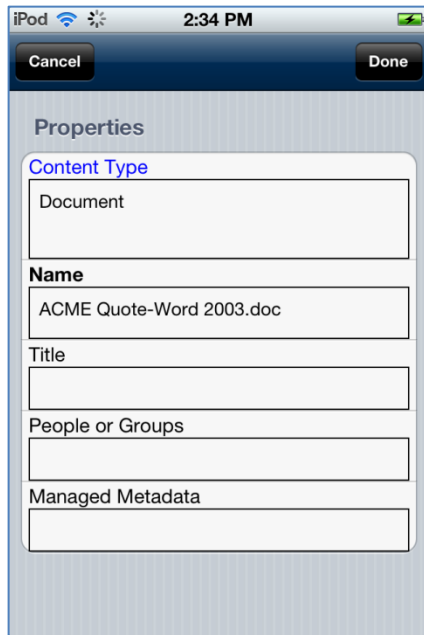 iPod 2:34 PM
Cancel Done
Properties
Content Type
Document
Name
ACME Quote-Word 2003.doc
Title
People or Groups
Managed Metadata